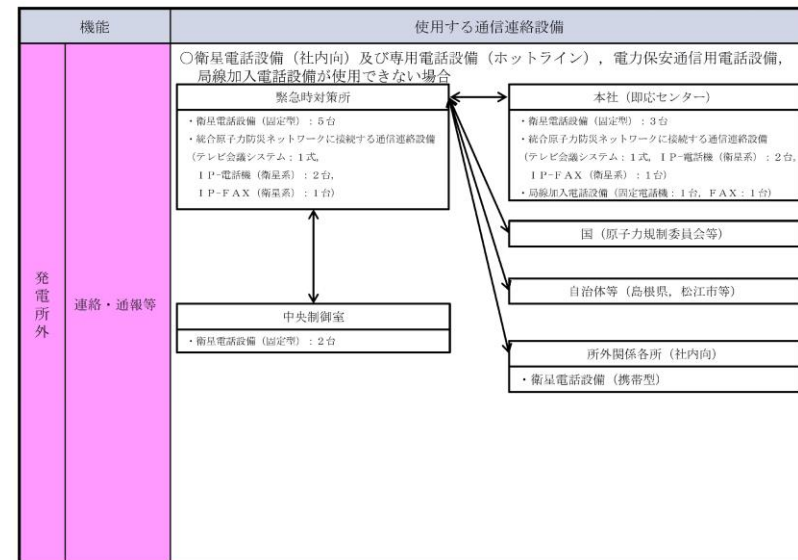 機能
使用する通信連絡設備
発電所外
連絡・通報等
○衛星電話設備(社内向)及び専用電話設備(ホットライン),電力保安通信用電話設備,
局線加入電話設備が使用できない場合
緊急時対策所
・衛星電話設備(固定型):5台
・統合原子力防災ネットワークに接続する通信連絡設備
(テレビ会議システム:1式,
IP-電話機(衛星系):2台,
IP-FAX(衛星系):1台)
本社(即応センター)
・衛星電話設備(固定型):3台
・統合原子力防災ネットワークに接続する通信連絡設備
(テレビ会議システム:1式,IP-電話機(衛星系):2台,
IP-FAX(衛星系):1台)
・局線加入電話設備(固定電話機:1台,FAX:1台)
国(原子力規制委員会等)
自治体等(島根県,松江市等)
中央制御室
・衛星電話設備(固定型):2台
所外関係各所(社内向)
・衛星電話設備(携帯型)